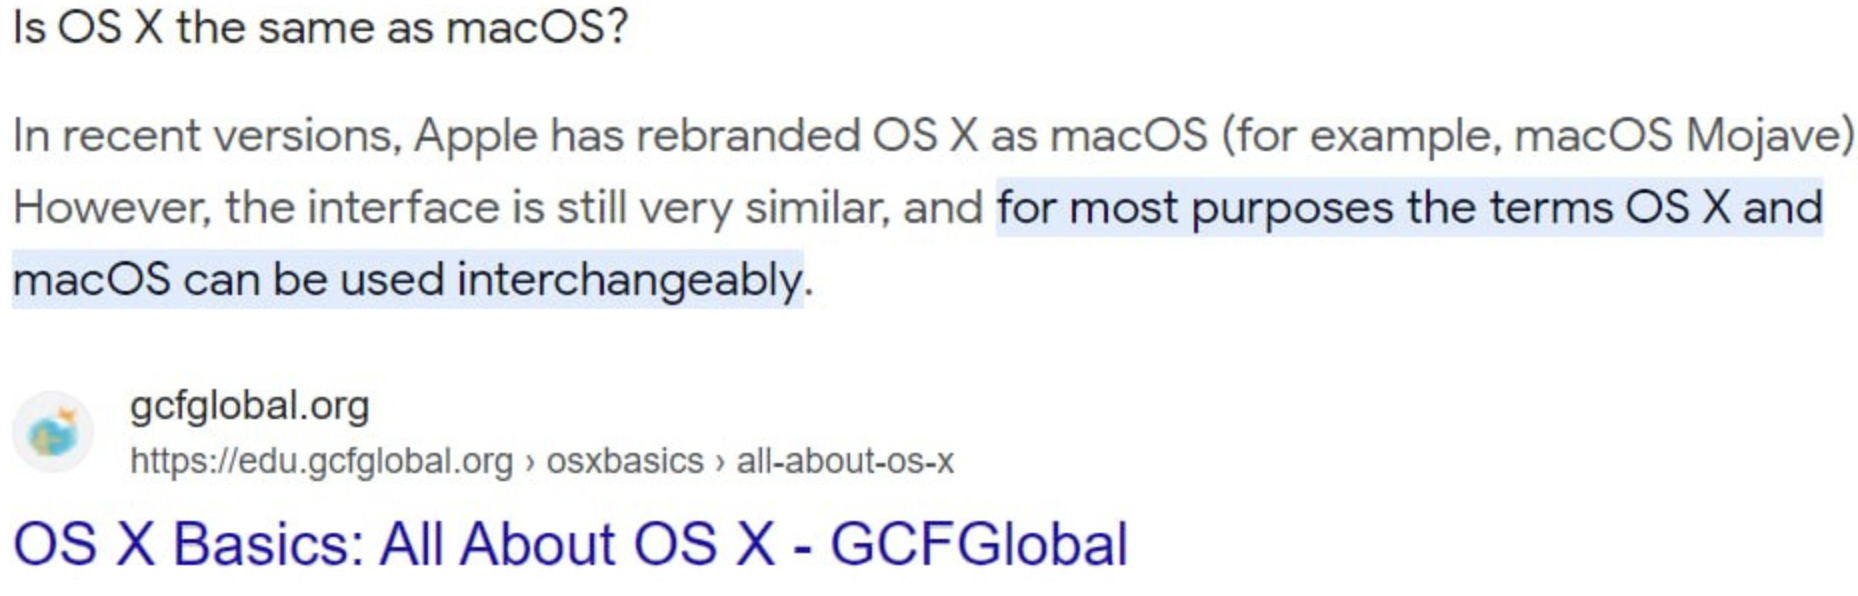 Is OS X the same as macOS?
In recent versions, Apple has rebranded OS X as macOS (for example, macOS Mojave)
However, the interface is still very similar, and for most purposes the terms OS X and
macOS can be used interchangeably.
gcfglobal.org
https://edu.gcfglobal.org › osxbasics › all-about-os-x
OS X Basics: All About OS X - GCFGlobal